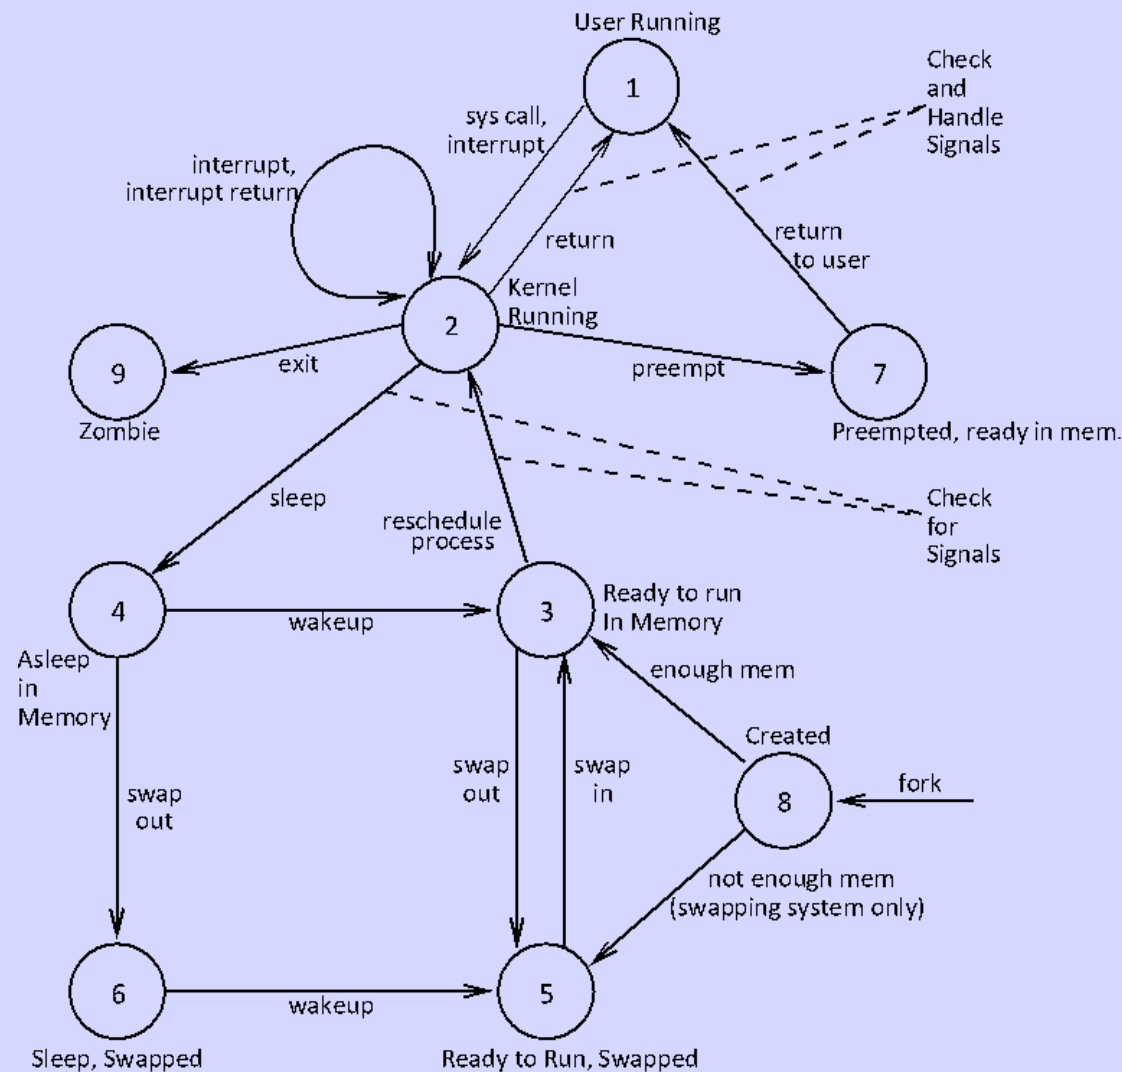 User Running
1
Check
and
Handle
Signals
sys call,
interrupt
interrupt,
interrupt return
return
return
to user
Kernel
Running
2
9
exit
preempt
7
Zombie
Preempted, ready in mem.
sleep
reschedule
process
Check
for
Signals
4
wakeup
3
Ready to run
In Memory
Asleep
in
Memory
enough mem
Created
swap
out
swap
in
8
fork
swap
out
not enough mem
(swapping system only)
6
wakeup
5
Sleep, Swapped
Ready to Run, Swapped